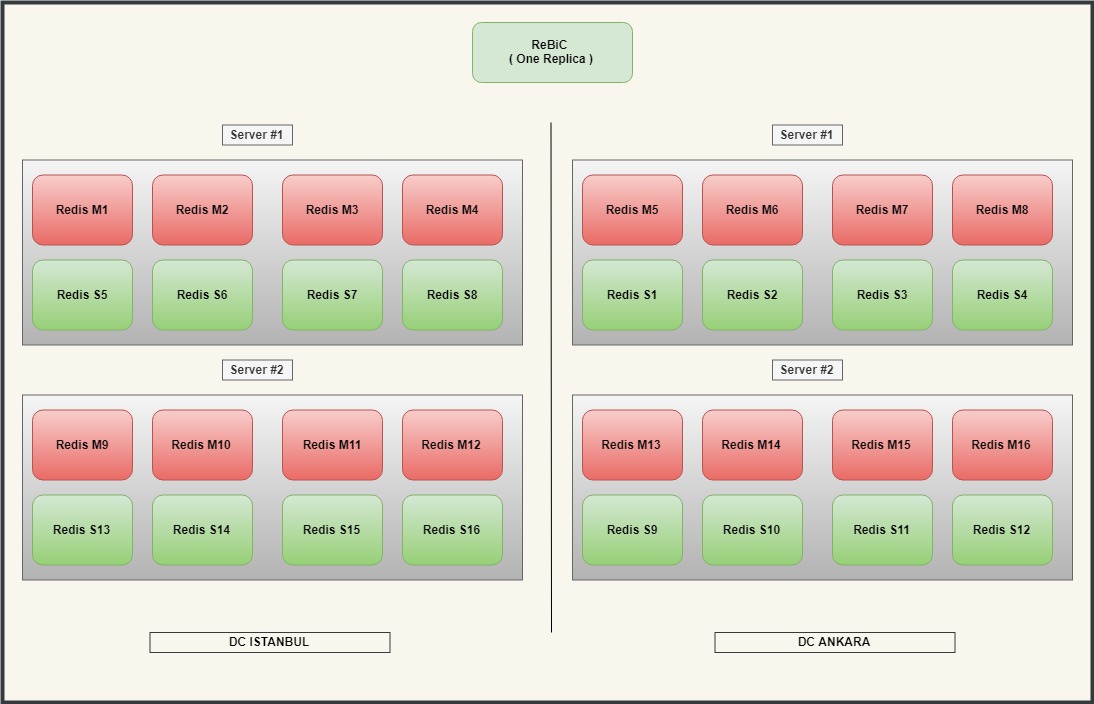 ReBiC
( One Replica )
Server #1
Redis M1
Redis M2
Redis M3
Redis M4
Redis S5
Redis S6
Redis S7
Redis S8
Server #2
Redis M9
Redis M10
Redis M11
Redis M12
Redis S13
Redis S14
Redis S15
Redis S16
DC ISTANBUL
Server #1
Redis M5
Redis M6
Redis M7
Redis M8
Redis S1
Redis S2
Redis S3
Redis S4
Server #2
Redis M13
Redis M14
Redis M15
Redis M16
Redis S9
Redis S10
Redis S11
Redis S12
DC ANKARA